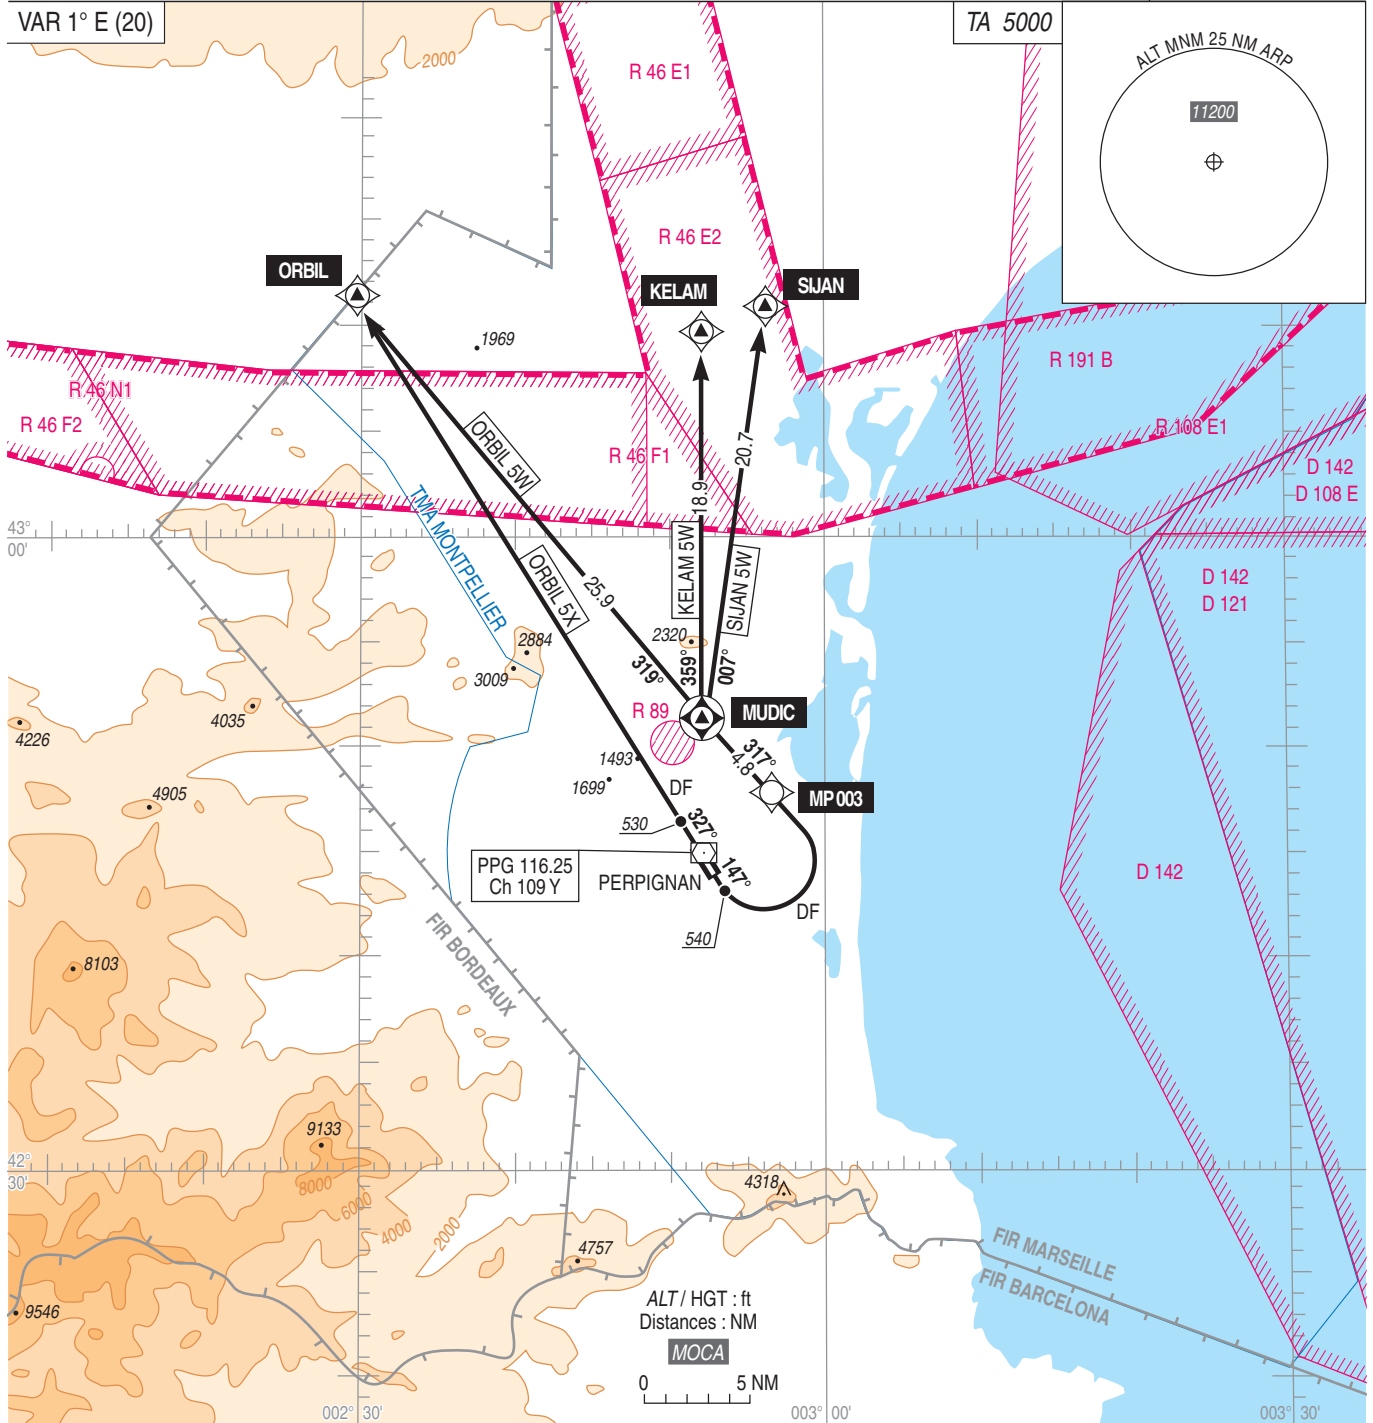 VAR 1° E (20)
TA 5000
ALT MNM 25 NM ARP
11200
2000
R 46 E1
R 46 E2
ORBIL
KELAM
SIJAN
1969
R 191 B
R 46 N1
R 46 F2
R 46 F1
R 108 E1
D 142
D 108 E
ORBIL 5W
20.7
18.9
TMA MONTPELLIER
43°
00'
ORBIL 5X
25.9
KELAM 5W
SIJAN 5W
D 142
D 121
2884
3009
2320
319°
359°
007°
4035
4226
R 89
MUDIC
317°
4.8
1493
1699
DF
MP 003
4905
530
327°
PPG 116.25
Ch 109 Y
PERPIGNAN
147°
D 142
DF
540
FIR BORDEAUX
8103
9133
42°
30'
8000
6000
4000
2000
4318
4757
9546
FIR MARSEILLE
FIR BARCELONA
ALT / HGT : ft
Distances : NM
MOCA
0 5 NM
002° 30'
003° 00'
003° 30'